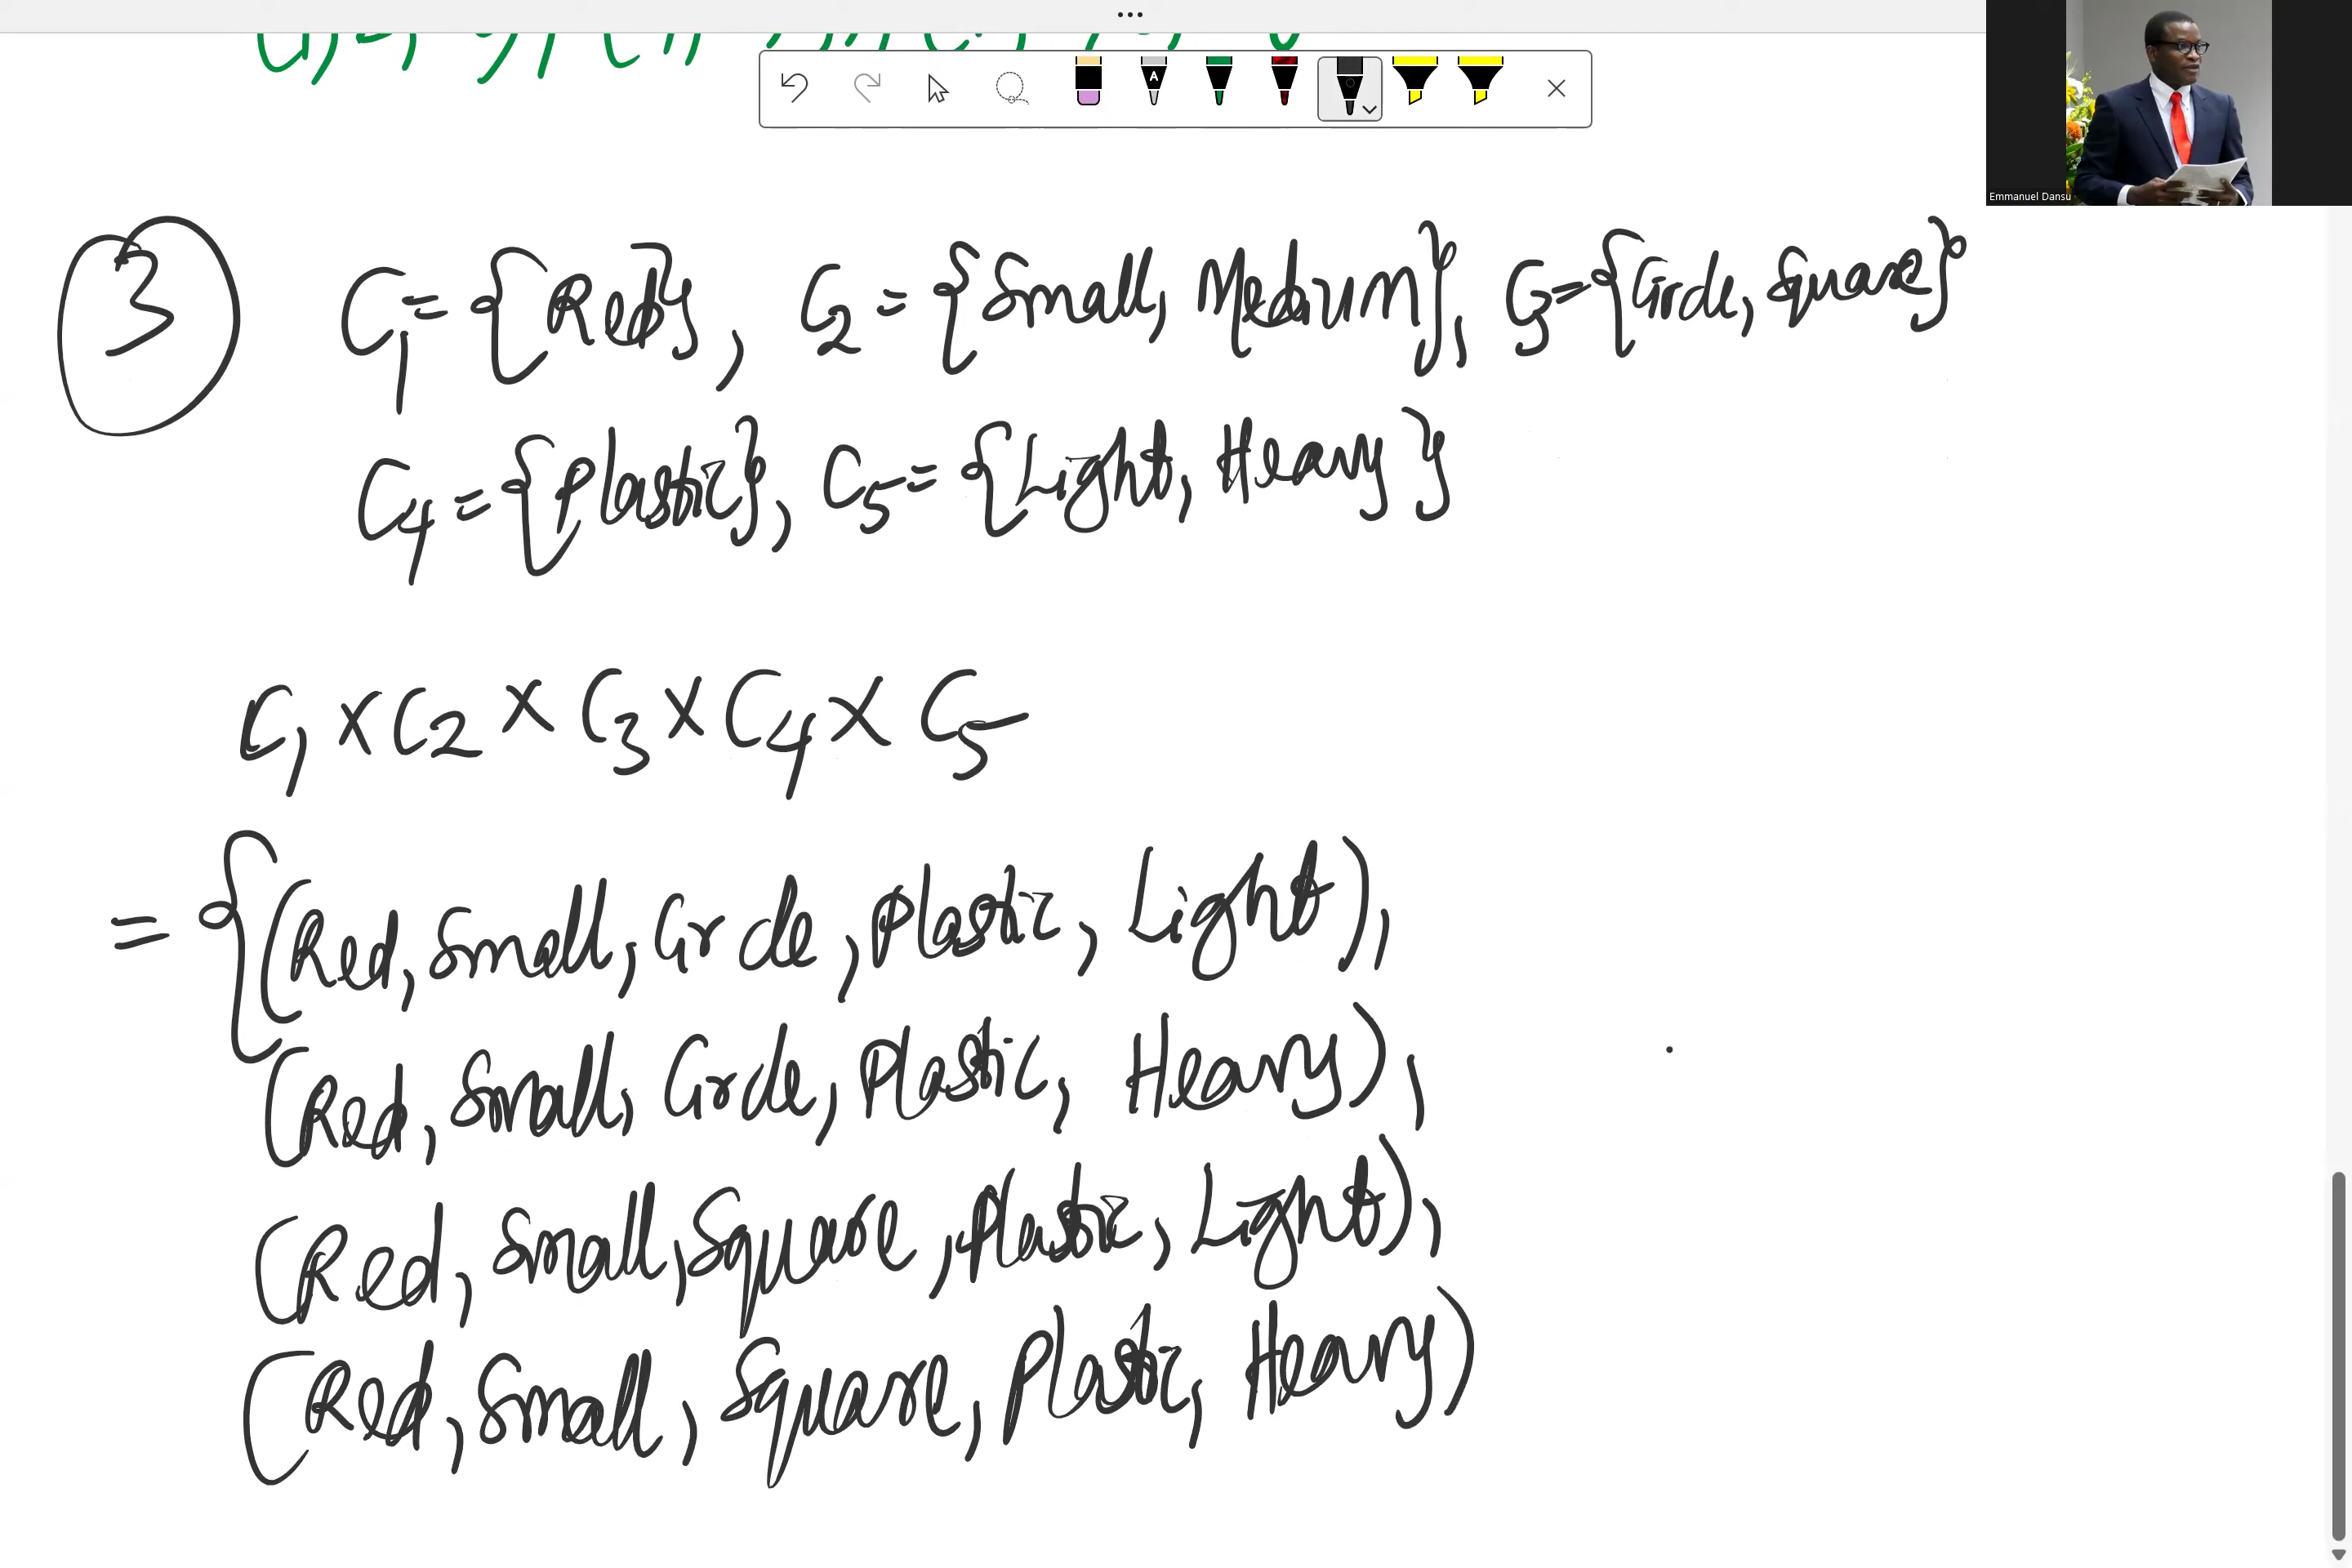 Emmanuel Dansu
3 C1 = {Red}, C2 = {Small, Medium}, C3 = {Circle, Square}
C4 = {Plastic}, C5 = {Light, Heavy}
C1 × C2 × C3 × C4 × C5
= {(Red, Small, Circle, Plastic, Light),
(Red, Small, Circle, Plastic, Heavy),
(Red, Small, Square, Plastic, Light),
(Red, Small, Square, Plastic, Heavy)